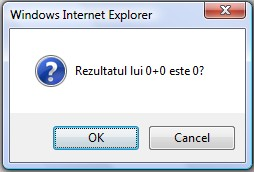 Windows Internet Explorer
Rezultatul lui 0+0 este 0?
OK Cancel